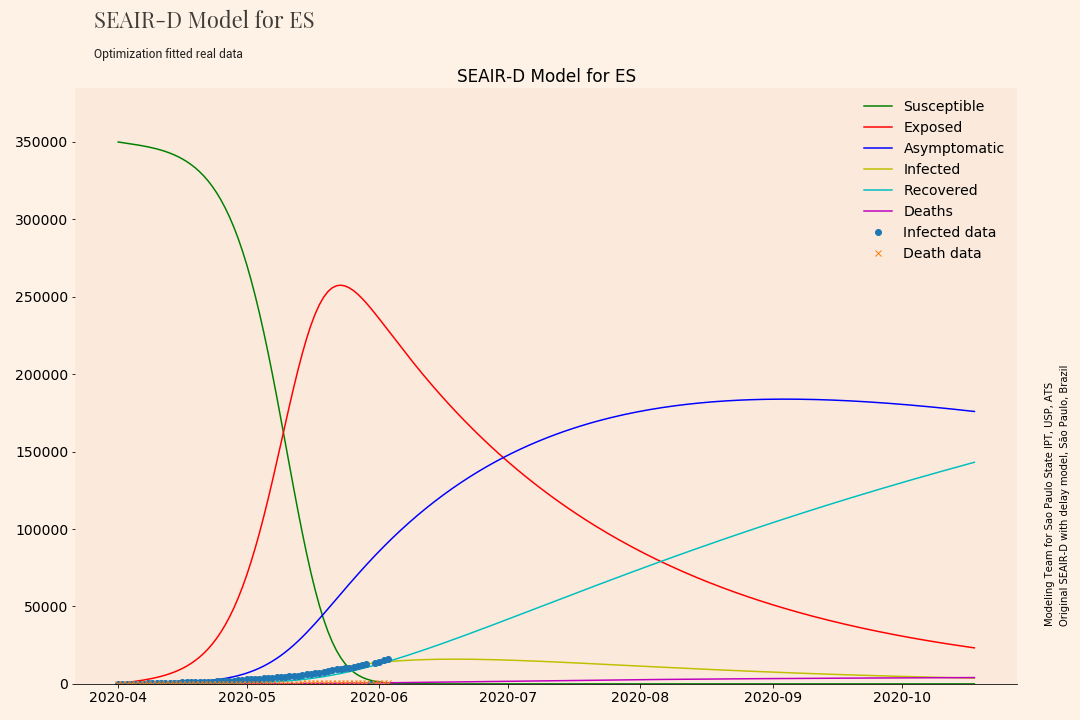 SEAIR-D Model for ES
Optimization fitted real data
SEAIR-D Model for ES
Susceptible
Exposed
Asymptomatic
Infected
Recovered
Deaths
Infected data
Death data
350000
300000
250000
200000
150000
100000
50000
0
2020-04
2020-05
2020-06
2020-07
2020-08
2020-09
2020-10
Modeling Team for Sao Paulo State IPT, USP, ATS
Original SEAIR-D with delay model, São Paulo, Brazil